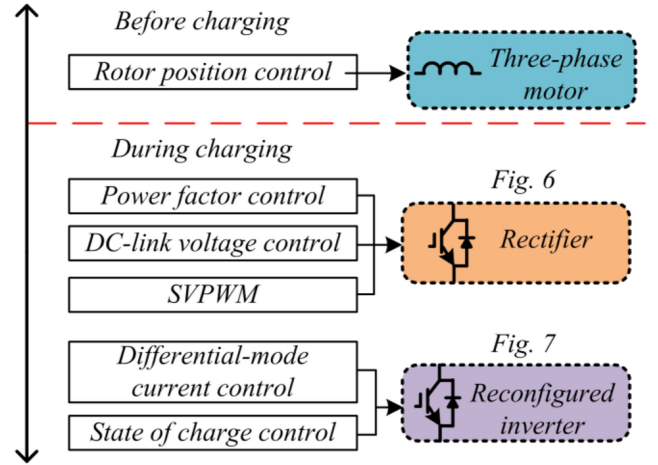 Before charging
Rotor position control
Three-phase
motor
During charging
Power factor control
DC-link voltage control
SVPWM
Fig. 6
Rectifier
Differential-mode
current control
State of charge control
Fig. 7
Reconfigured
inverter